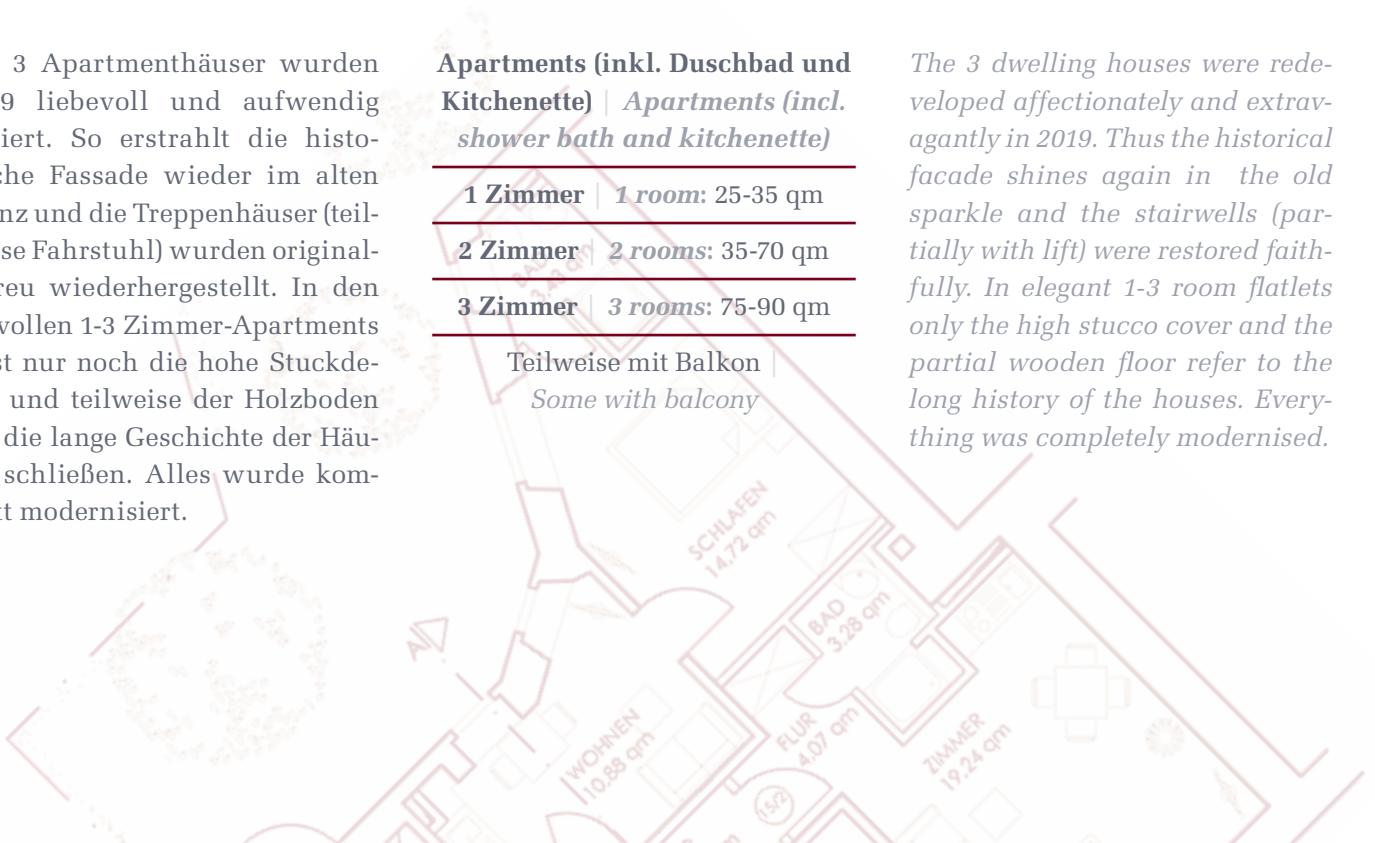 3 Apartmenthäuser wurden
9 liebevoll und aufwendig
iert. So erstrahlt die histo-
che Fassade wieder im alten
nz und die Treppenhäuser (teil-
se Fahrstuhl) wurden original-
reu wiederhergestellt. In den
vollen 1-3 Zimmer-Apartments
st nur noch die hohe Stuckde-
und teilweise der Holzboden
die lange Geschichte der Häu-
schließen. Alles wurde kom-
tt modernisiert.
Apartments (inkl. Duschbad und
Kitchenette) | Apartments (incl.
shower bath and kitchenette)
1 Zimmer | 1 room: 25-35 qm
2 Zimmer | 2 rooms: 35-70 qm
3 Zimmer | 3 rooms: 75-90 qm
Teilweise mit Balkon |
Some with balcony
The 3 dwelling houses were rede-
veloped affectionately and extrav-
agantly in 2019. Thus the historical
facade shines again in the old
sparkle and the stairwells (par-
tially with lift) were restored faith-
fully. In elegant 1-3 room flatlets
only the high stucco cover and the
partial wooden floor refer to the
long history of the houses. Every-
thing was completely modernised.
BAD
3.43 qm
SCHLAFEN
14,72 qm
BAD
3.28 qm
WOHNEN
10.88 qm
FLUR
4,07 qm
ZIMMER
19.24 qm
15/2